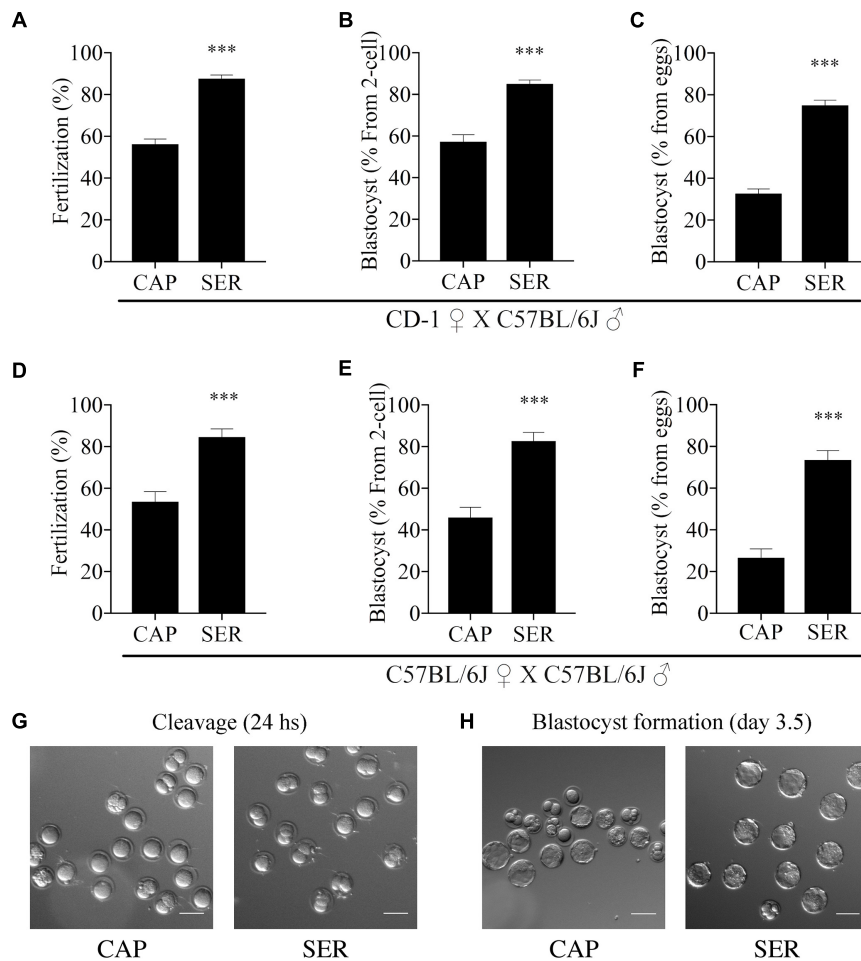 A
B
C
Fertilization (%)
100
80
60
40
20
0
***
CAP SER
Blastocyst (% From 2-cell)
100
80
60
40
20
0
***
CAP SER
Blastocyst (% from eggs)
100
80
60
40
20
0
***
CAP SER
CD-1 ♀ X C57BL/6J ♂
D
E
F
Fertilization (%)
100
80
60
40
20
0
***
CAP SER
Blastocyst (% From 2-cell)
100
80
60
40
20
0
***
CAP SER
Blastocyst (% from eggs)
100
80
60
40
20
0
***
CAP SER
C57BL/6J ♀ X C57BL/6J ♂
G
Cleavage (24 hs)
CAP SER
H
Blastocyst formation (day 3.5)
CAP SER